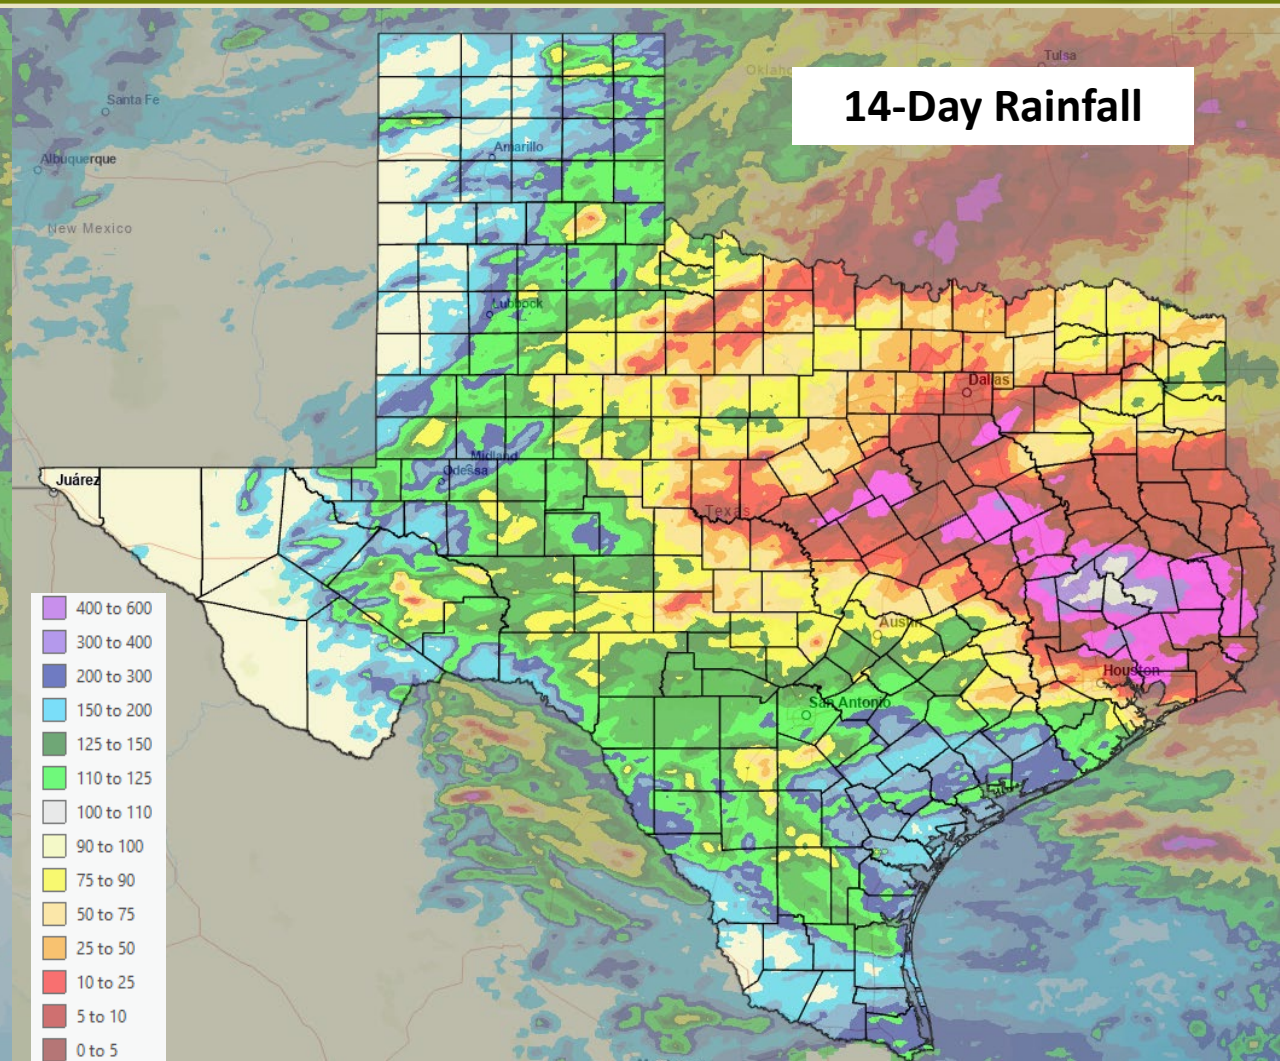 Tulsa
Oklaho
14-Day Rainfall
Santa Fe
Amarillo
Albuquerque
New Mexico
Lubbock
Dallas
Midland
Odessa
Juárez
Texas
Austin
Houston
San Antonio
400 to 600
300 to 400
200 to 300
150 to 200
125 to 150
110 to 125
100 to 110
90 to 100
75 to 90
50 to 75
25 to 50
10 to 25
5 to 10
0 to 5